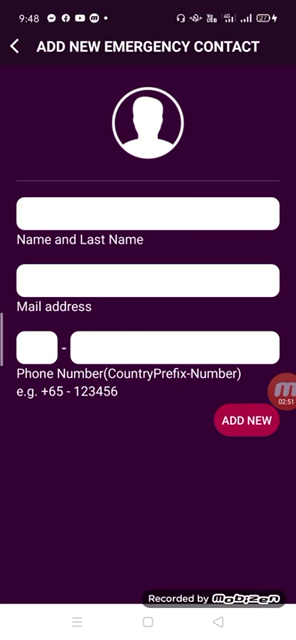 9:48
ADD NEW EMERGENCY CONTACT
Name and Last Name
Mail address
-
Phone Number(CountryPrefix-Number)
e.g. +65 - 123456
02:51
ADD NEW
Recorded by mobizen